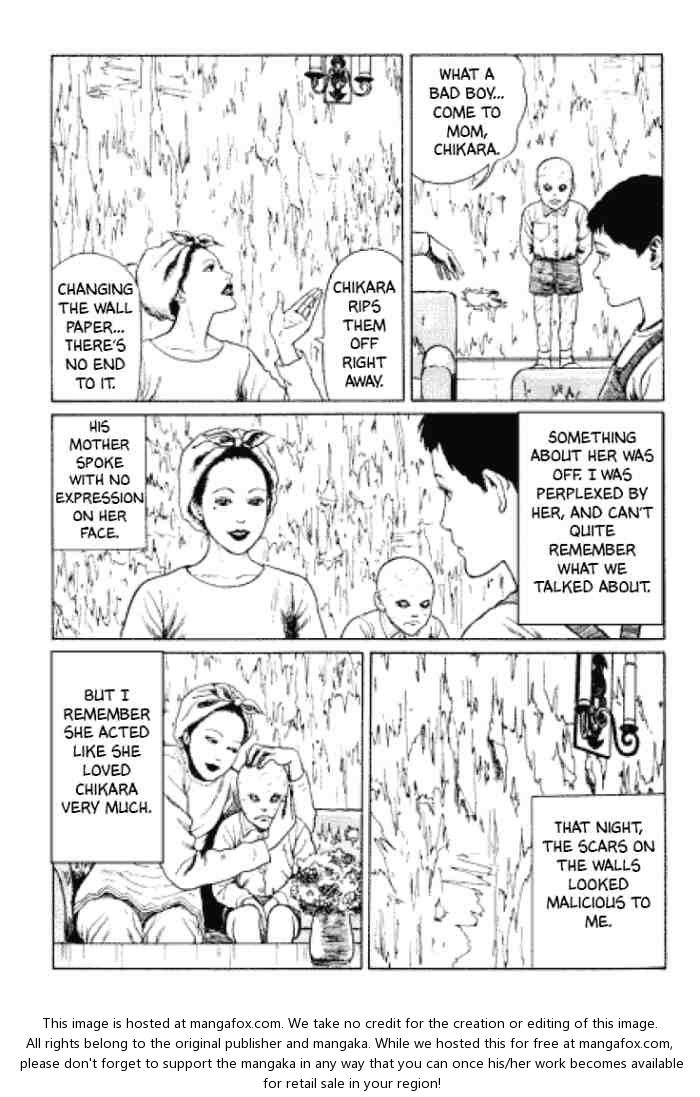 CHANGING
THE WALL
PAPER...
THERE'S
NO END
TO IT.
CHIKARA
RIPS
THEM
OFF
RIGHT
AWAY.
WHAT A
BAD BOY...
COME TO
MOM,
CHIKARA.
HIS
MOTHER
SPOKE
WITH NO
EXPRESSION
ON HER
FACE.
SOMETHING
ABOUT HER WAS
OFF. I WAS
PERPLEXED BY
HER, AND CAN'T
QUITE
REMEMBER
WHAT WE
TALKED ABOUT.
BUT I
REMEMBER
SHE ACTED
LIKE SHE
LOVED
CHIKARA
VERY MUCH.
THAT NIGHT,
THE SCARS ON
THE WALLS
LOOKED
MALICIOUS TO
ME.
This image is hosted at mangafox.com. We take no credit for the creation or editing of this image.
All rights belong to the original publisher and mangaka. While we hosted this for free at mangafox.com,
please don't forget to support the mangaka in any way that you can once his/her work becomes available
for retail sale in your region!